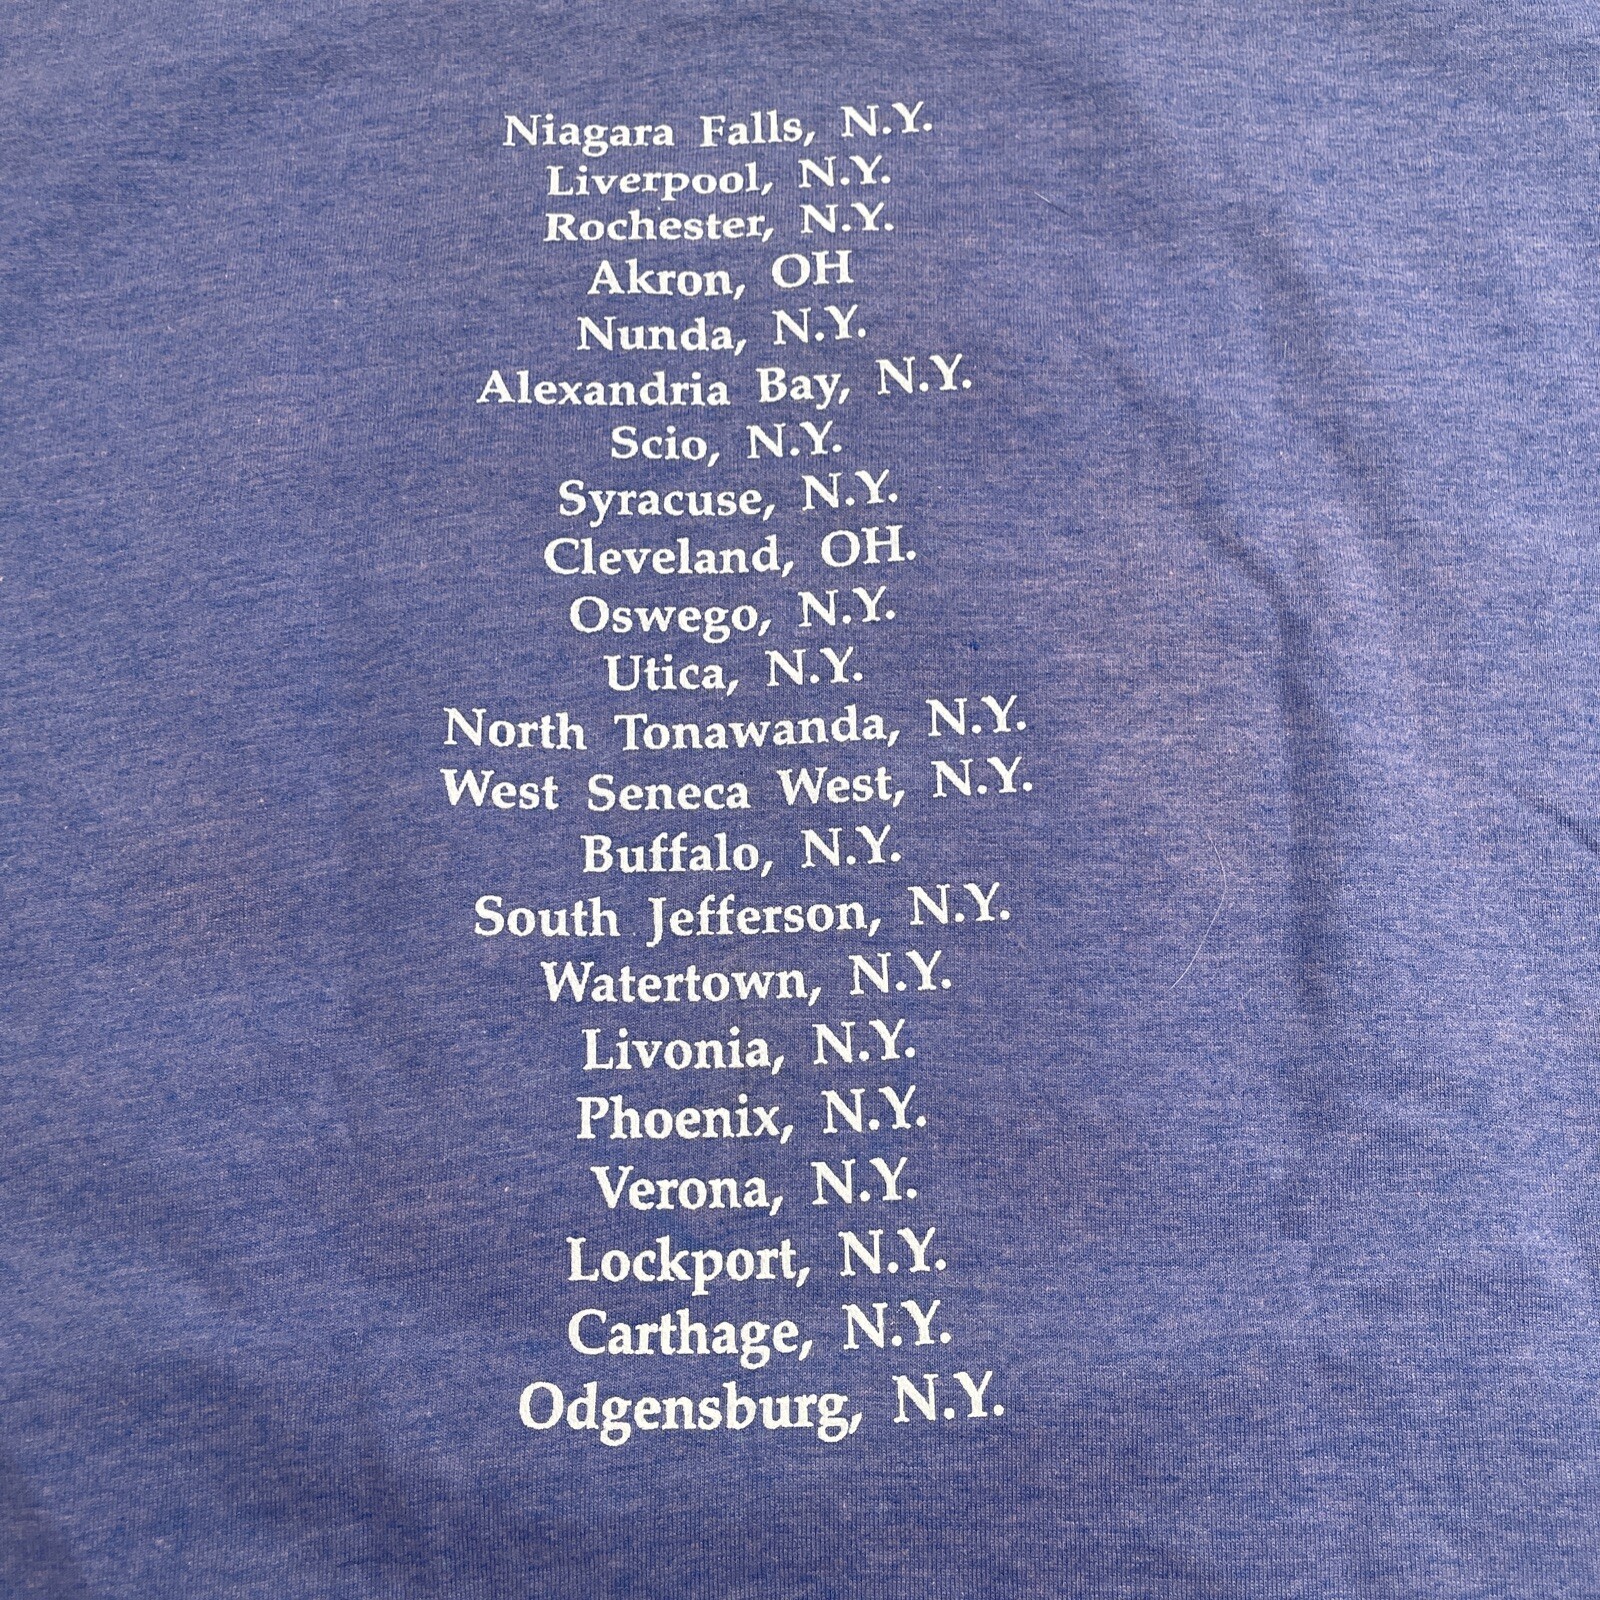 Niagara Falls, N.Y.
Liverpool, N.Y.
Rochester, N.Y.
Akron, OH
Nunda, N.Y.
Alexandria Bay, N.Y.
Scio, N.Y.
Syracuse, N.Y.
Cleveland, OH.
Oswego, N.Y.
Utica, N.Y.
North Tonawanda, N.Y.
West Seneca West, N.Y.
Buffalo, N.Y.
South Jefferson, N.Y.
Watertown, N.Y.
Livonia, N.Y.
Phoenix, N.Y.
Verona, N.Y.
Lockport, N.Y.
Carthage, N.Y.
Odgensburg, N.Y.